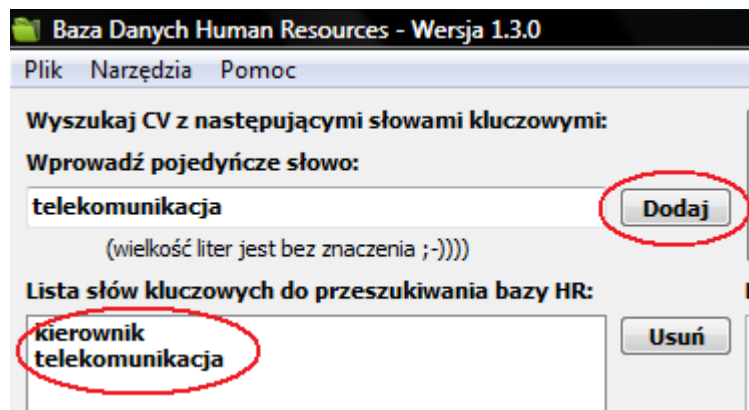 Baza Danych Human Resources - Wersja 1.3.0
Plik Narzędzia Pomoc
Wyszukaj CV z następującymi słowami kluczowymi:
Wprowadź pojedyńcze słowo:
telekomunikacja Dodaj
(wielkość liter jest bez znaczenia ;-))))
Lista słów kluczowych do przeszukiwania bazy HR:
kierownik Usuń
telekomunikacja